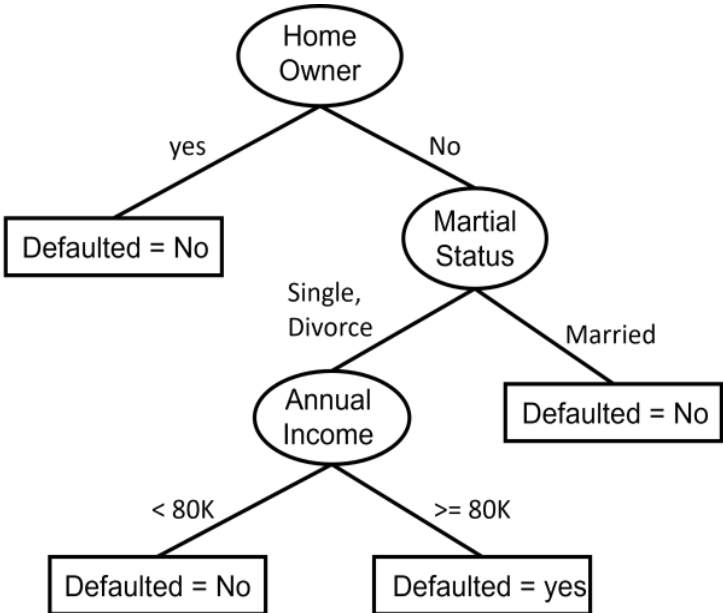 Home
Owner
yes
No
Defaulted = No
Martial
Status
Single,
Divorce
Married
Annual
Income
Defaulted = No
< 80K
>= 80K
Defaulted = No
Defaulted = yes